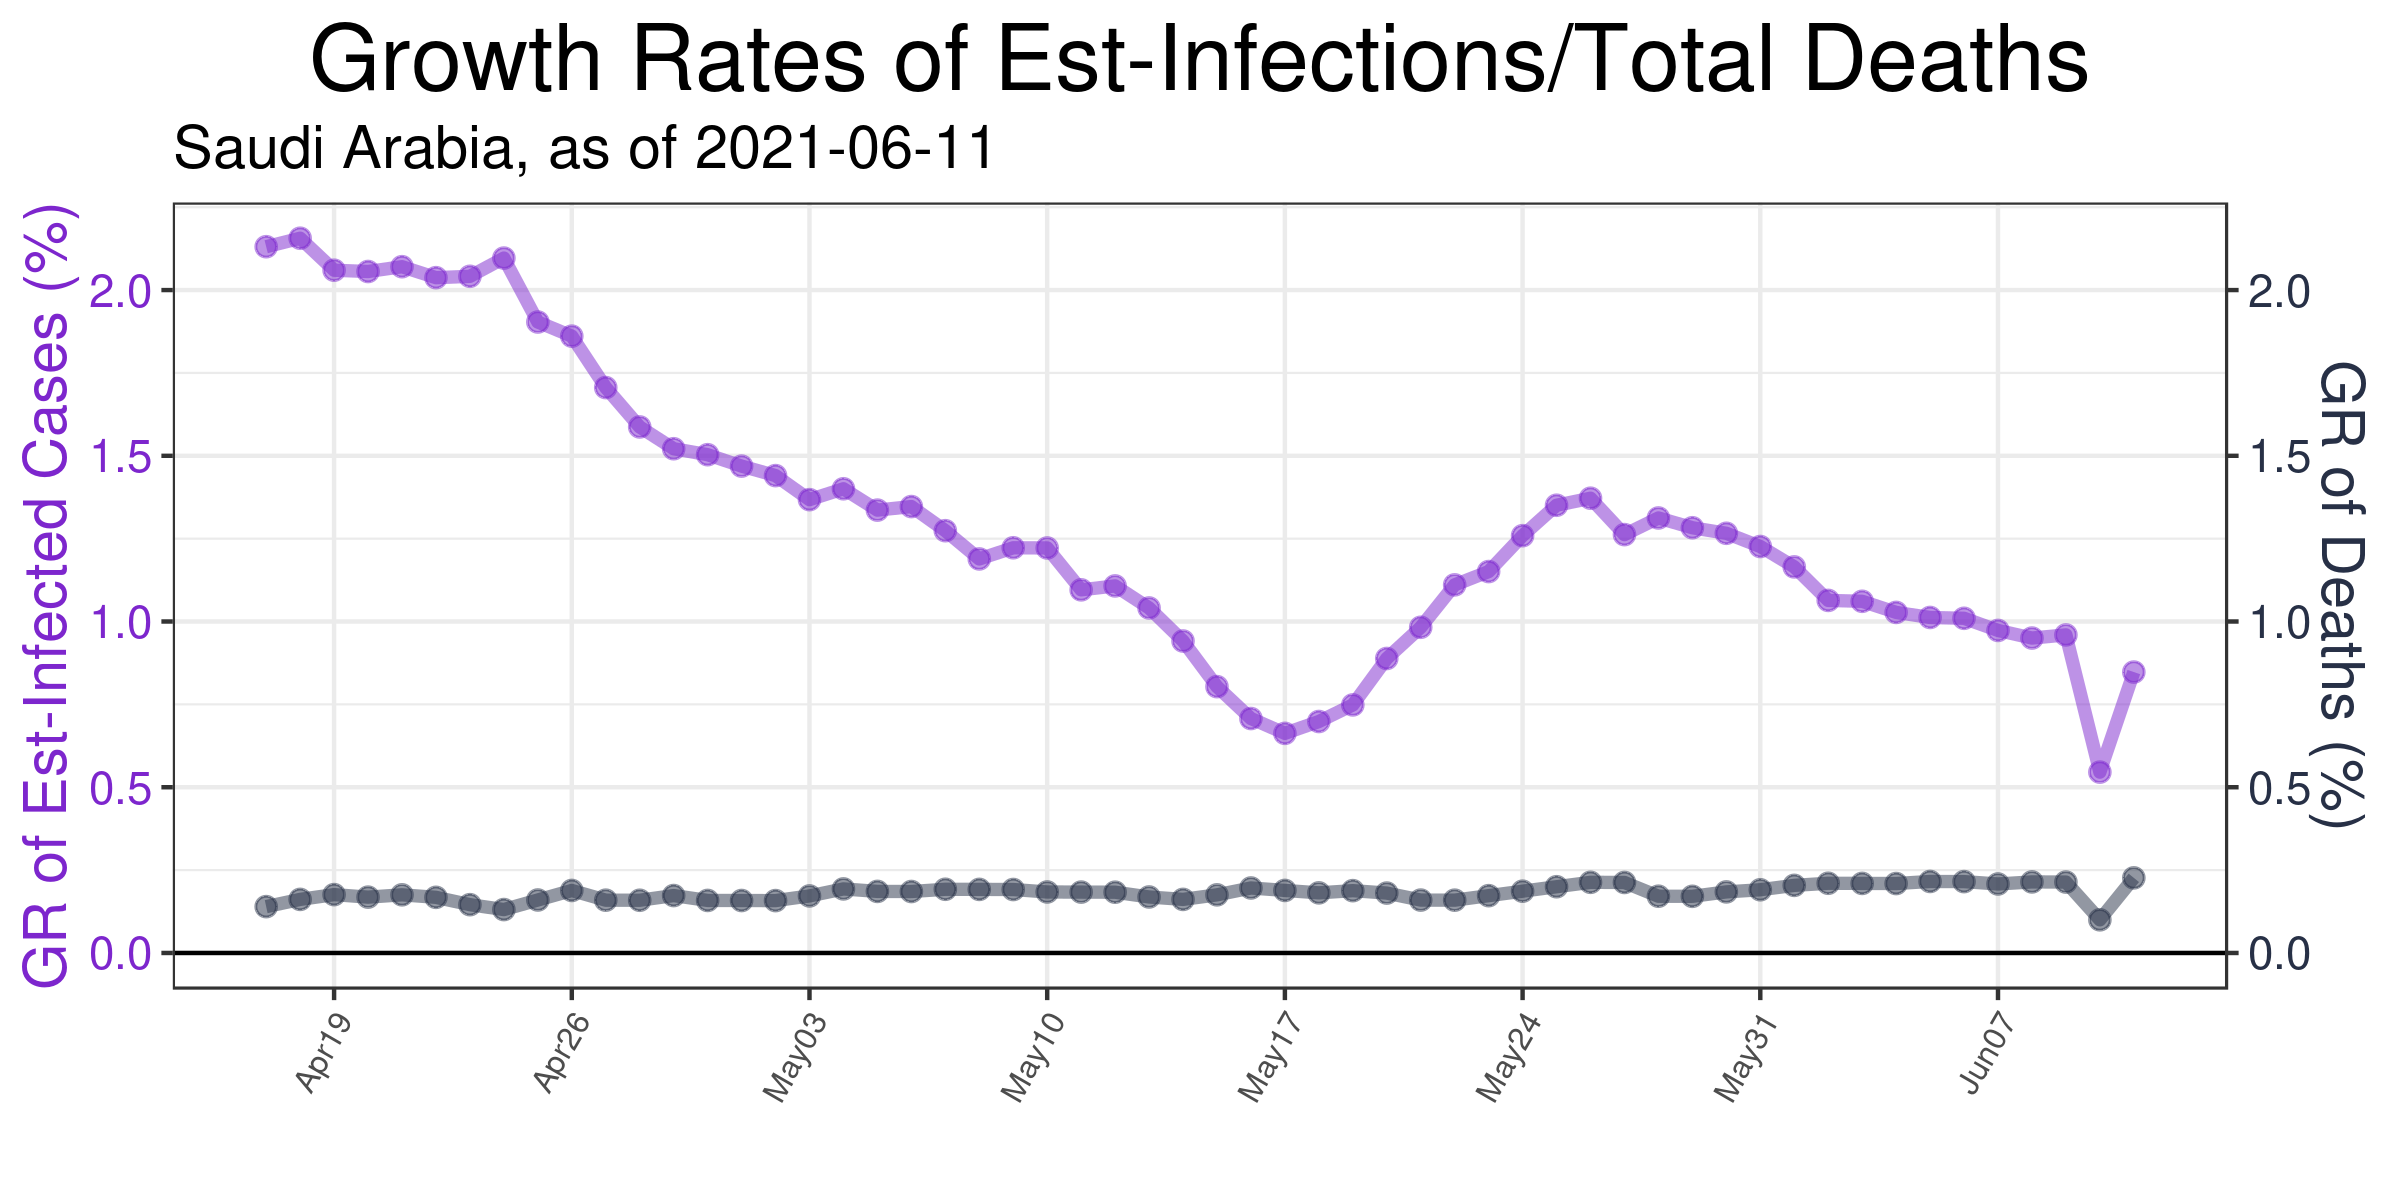 Growth Rates of Est-Infections/Total Deaths
Saudi Arabia, as of 2021-06-11
GR of Est-Infected Cases (%)
2.0
1.5
1.0
0.5
0.0
2.0
1.5
1.0
0.5
0.0
GR of Deaths (%)
Apr19
Apr26
May03
May10
May17
May24
May31
Jun07